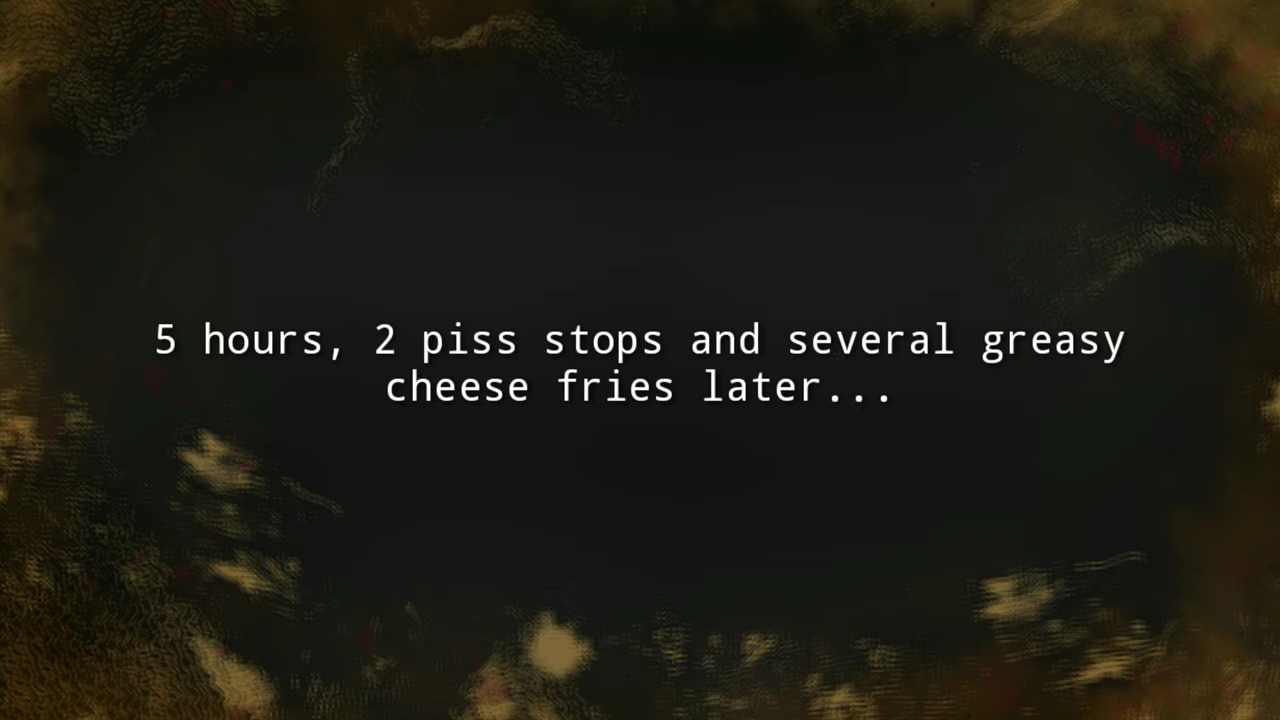 5 hours, 2 piss stops and several greasy
cheese fries later...